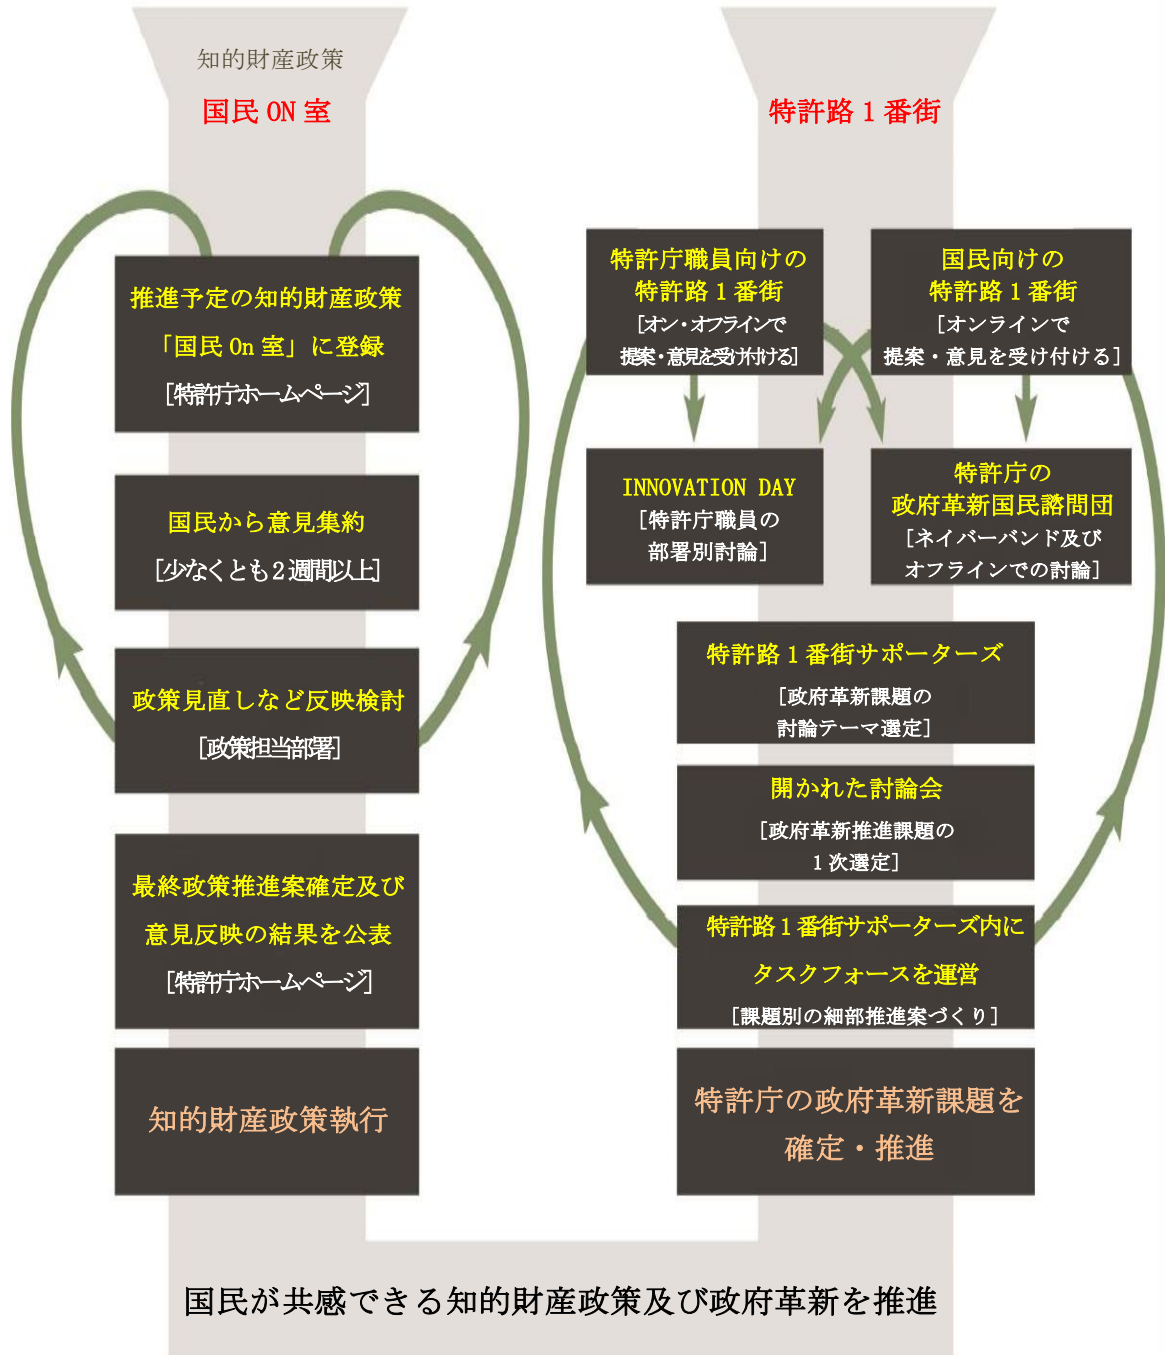 知的財産政策
国民 ON 室
推進予定の知的財産政策
「国民 On 室」に登録
[特許庁ホームページ]
国民から意見集約
[少なくとも2週間以上]
政策見直しなど反映検討
[政策担当部署]
最終政策推進案確定及び
意見反映の結果を公表
[特許庁ホームページ]
知的財産政策執行
特許路 1 番街
特許庁職員向けの
特許路 1 番街
[オン・オフラインで
提案・意見を受け付ける]
国民向けの
特許路 1 番街
[オンラインで
提案・意見を受け付ける]
INNOVATION DAY
[特許庁職員の
部署別討論]
特許庁の
政府革新国民諮問団
[ネイバーバンド及び
オフラインでの討論]
特許路 1 番街サポーターズ
[政府革新課題の
討論テーマ選定]
開かれた討論会
[政府革新推進課題の
1 次選定]
特許路 1 番街サポーターズ内に
タスクフォースを運営
[課題別の細部推進案づくり]
特許庁の政府革新課題を
確定・推進
国民が共感できる知的財産政策及び政府革新を推進